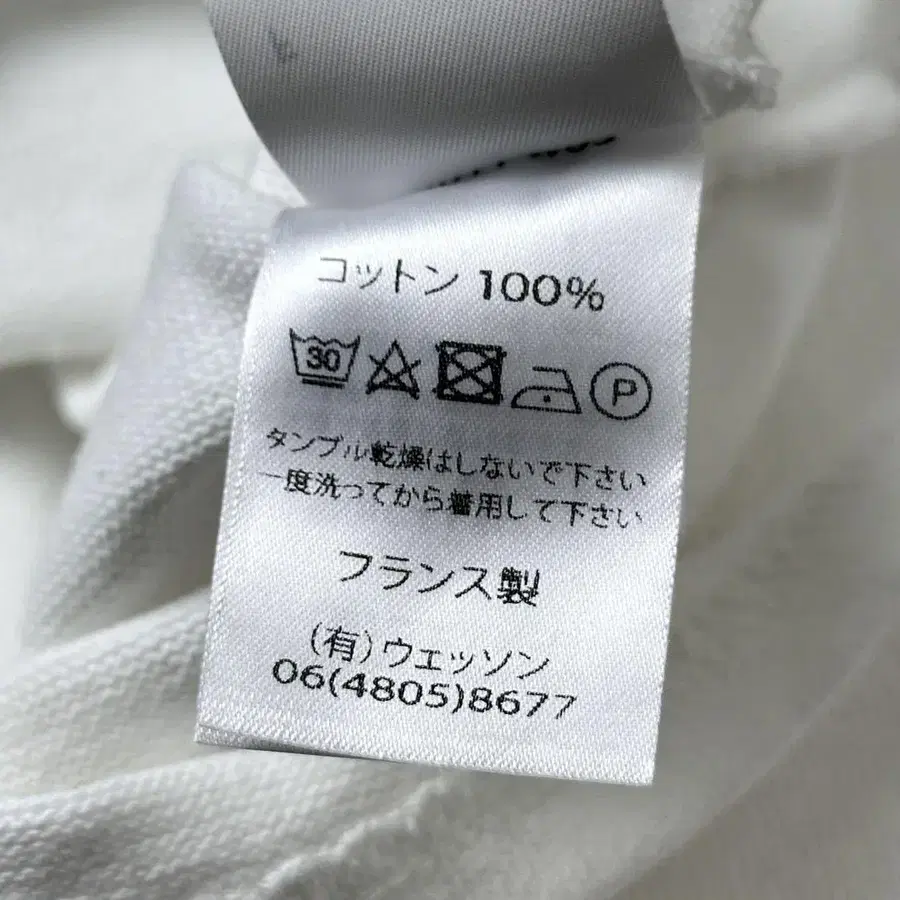 コットン 100%
30 P
タンブル乾燥はしないで下さい
一度洗ってから着用して下さい
フランス製
(有)ウェッソン
06(4805)8677